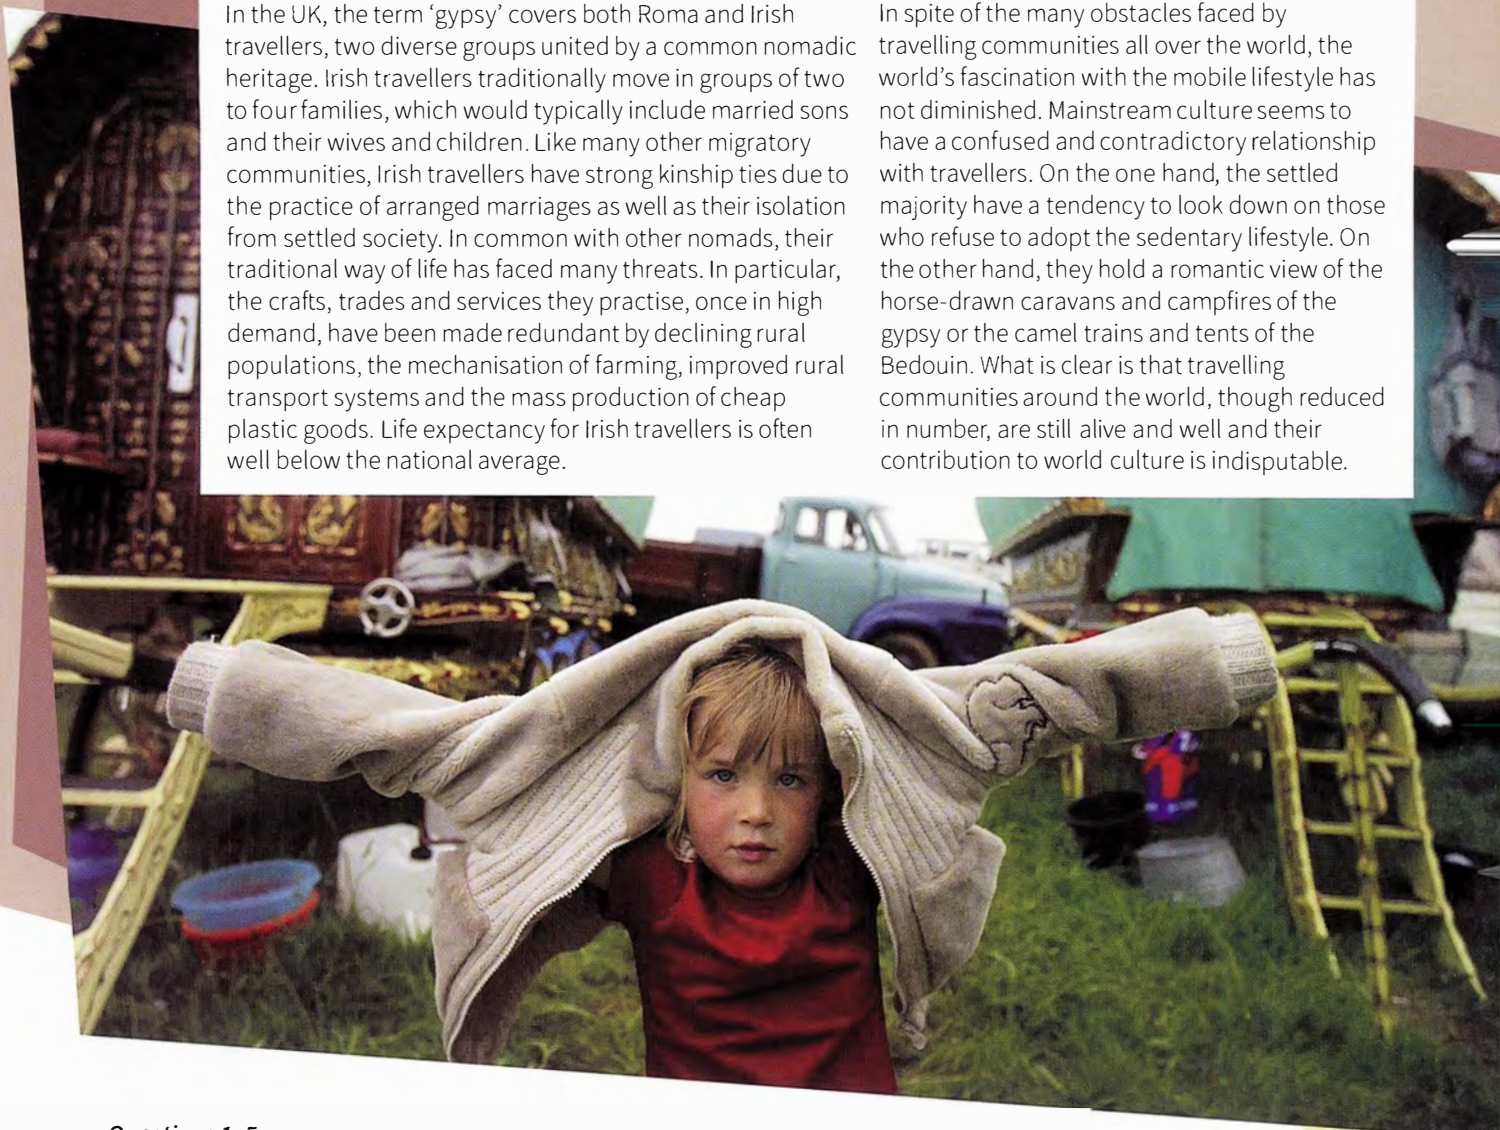 In the UK, the term ‘gypsy’ covers both Roma and Irish
travellers, two diverse groups united by a common nomadic
heritage. Irish travellers traditionally move in groups of two
to four families, which would typically include married sons
and their wives and children. Like many other migratory
communities, Irish travellers have strong kinship ties due to
the practice of arranged marriages as well as their isolation
from settled society. In common with other nomads, their
traditional way of life has faced many threats. In particular,
the crafts, trades and services they practise, once in high
demand, have been made redundant by declining rural
populations, the mechanisation of farming, improved rural
transport systems and the mass production of cheap
plastic goods. Life expectancy for Irish travellers is often
well below the national average.
In spite of the many obstacles faced by
travelling communities all over the world, the
world’s fascination with the mobile lifestyle has
not diminished. Mainstream culture seems to
have a confused and contradictory relationship
with travellers. On the one hand, the settled
majority have a tendency to look down on those
who refuse to adopt the sedentary lifestyle. On
the other hand, they hold a romantic view of the
horse-drawn caravans and campfires of the
gypsy or the camel trains and tents of the
Bedouin. What is clear is that travelling
communities around the world, though reduced
in number, are still alive and well and their
contribution to world culture is indisputable.